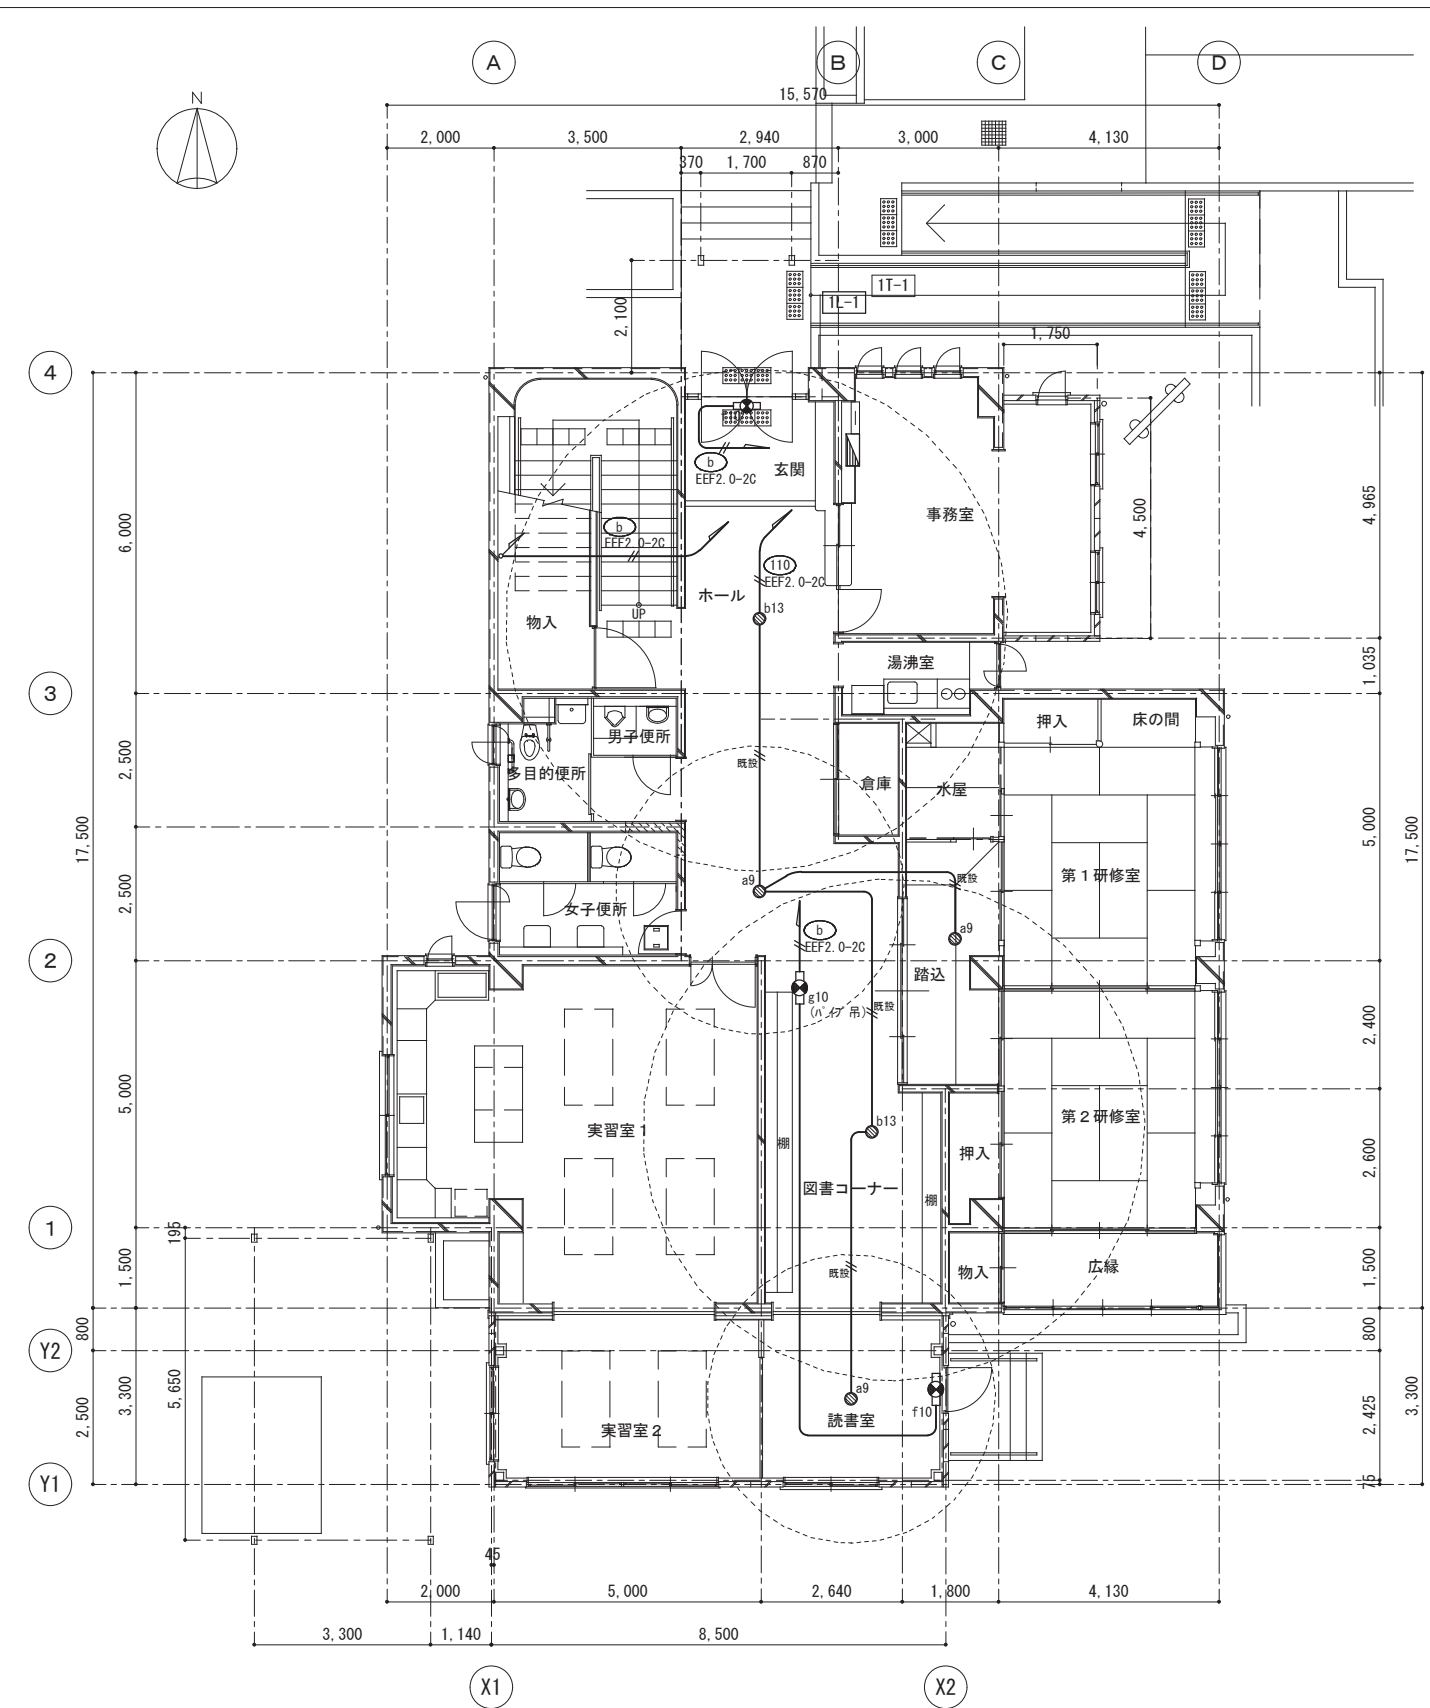 A
B
C
D
N
15,570
2,000
3,500
2,940
3,000
4,130
370
1,700
870
1T-1
1L-1
2,100
1,750
4
b
EEF2.0-2C
玄関
事務室
4,500
4,965
6,000
b
EEF2.0-2C
110
EEF2.0-2C
ホール
b13
UP
物入
湯沸室
1,035
3
押入
床の間
男子便所
既設
多目的便所
倉庫
水屋
2,500
17,500
5,000
17,500
第1研修室
a9
既設
2,500
女子便所
b
EEF2.0-2C
a9
2
踏込
g10
(パイプ吊)
既設
2,400
5,000
実習室1
b13
第2研修室
棚
押入
2,600
図書コーナー
棚
1
195
1,500
既設
物入
広縁
1,500
800
800
Y2
5,650
3,300
2,500
a9
f10
読書室
実習室2
2,425
3,300
Y1
75
45
2,000
5,000
2,640
1,800
4,130
3,300
1,140
8,500
X1
X2